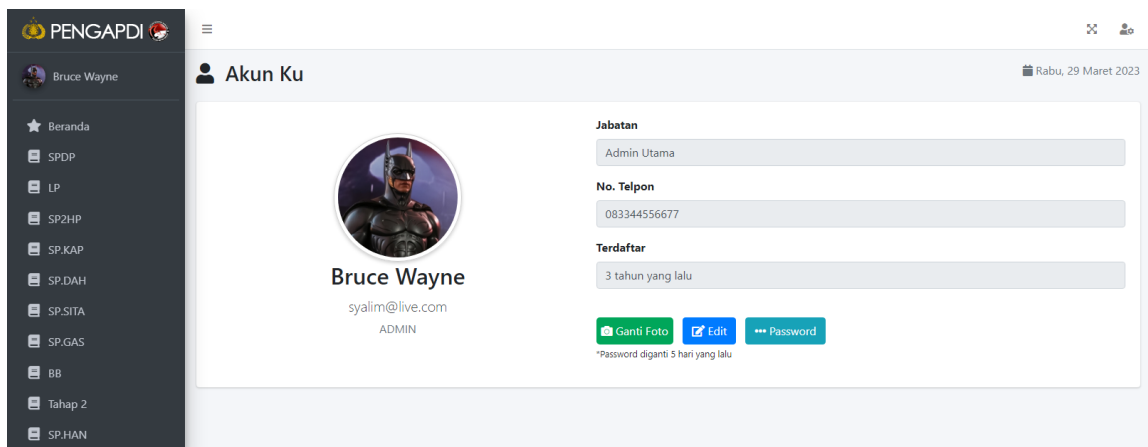 PENGAPDI
Bruce Wayne
Beranda
SPDP
LP
SP2HP
SP.KAP
SP.DAH
SP.SITA
SP.GAS
BB
Tahap 2
SP.HAN
Akun Ku
Rabu, 29 Maret 2023
Bruce Wayne
syalim@live.com
ADMIN
Jabatan
Admin Utama
No. Telpon
083344556677
Terdaftar
3 tahun yang lalu
Ganti Foto Edit Password
*Password diganti 5 hari yang lalu